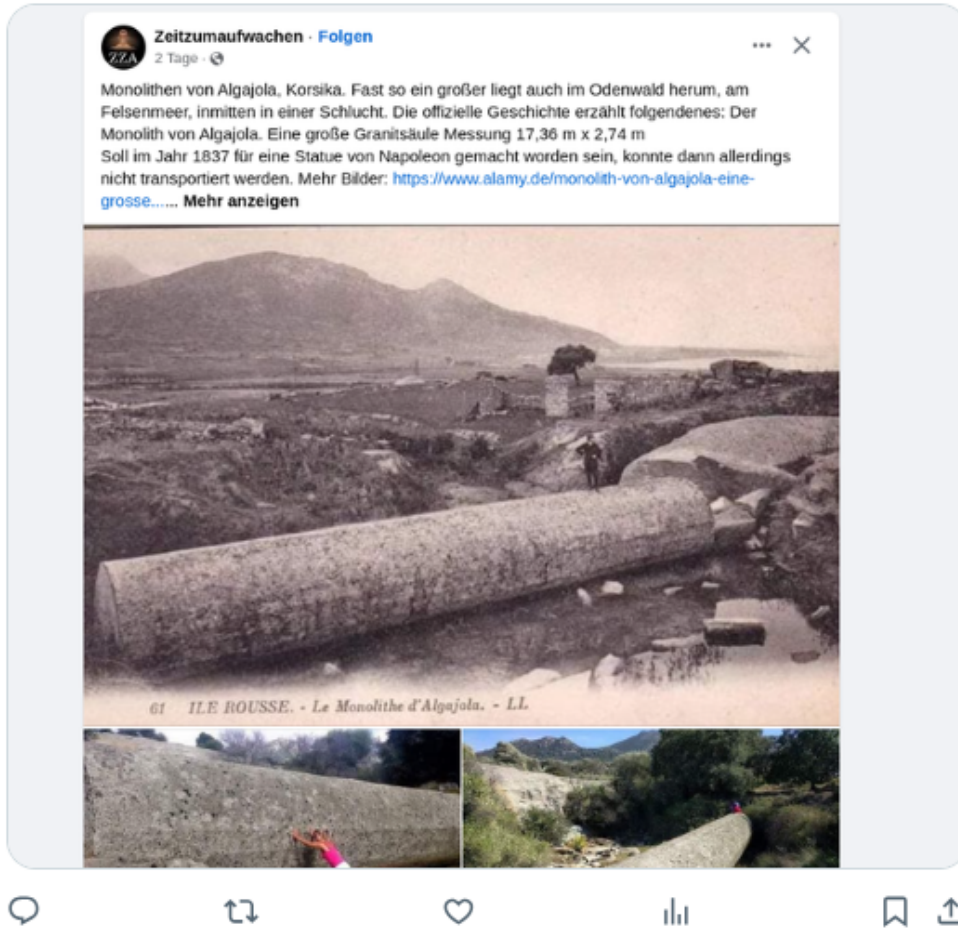 Zeitzumaufwachen · Folgen
ZZA
2 Tage ·
Monolithen von Algajola, Korsika. Fast so ein großer liegt auch im Odenwald herum, am
Felsenmeer, inmitten in einer Schlucht. Die offizielle Geschichte erzählt folgendenes: Der
Monolith von Algajola. Eine große Granitsäule Messung 17,36 m x 2,74 m
Soll im Jahr 1837 für eine Statue von Napoleon gemacht worden sein, konnte dann allerdings
nicht transportiert werden. Mehr Bilder: https://www.alamy.de/monolith-von-algajola-eine-
grosse...... Mehr anzeigen
61 ILE ROUSSE. - Le Monolithe d'Algajola. - LL